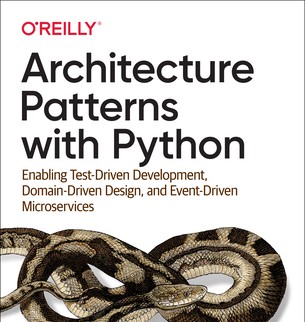 O'REILLY®
Architecture
Patterns
with Python
Enabling Test-Driven Development,
Domain-Driven Design, and Event-Driven
Microservices